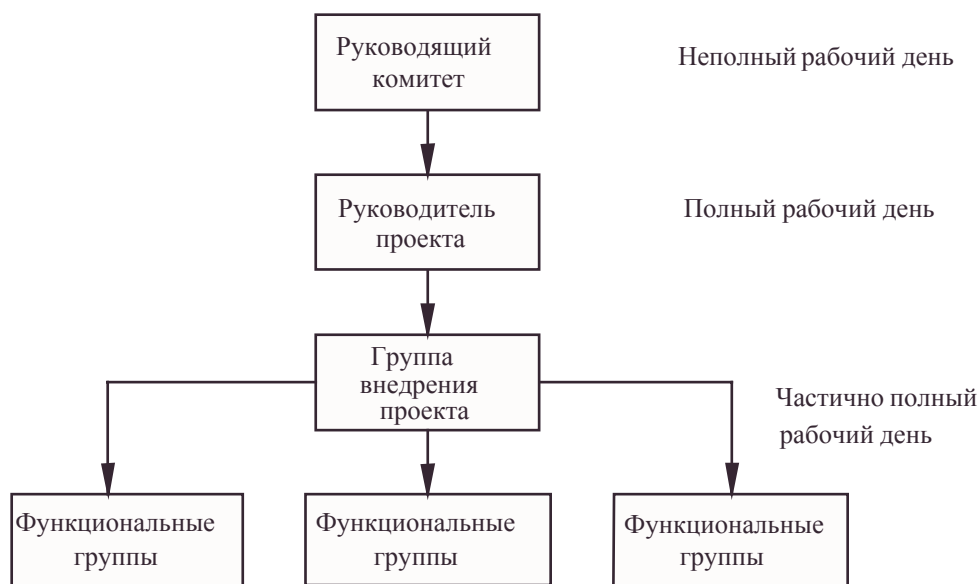 Руководящий
комитет
Неполный рабочий день
Руководитель
проекта
Полный рабочий день
Группа
внедрения
проекта
Частично полный
рабочий день
Функциональные
группы
Функциональные
группы
Функциональные
группы